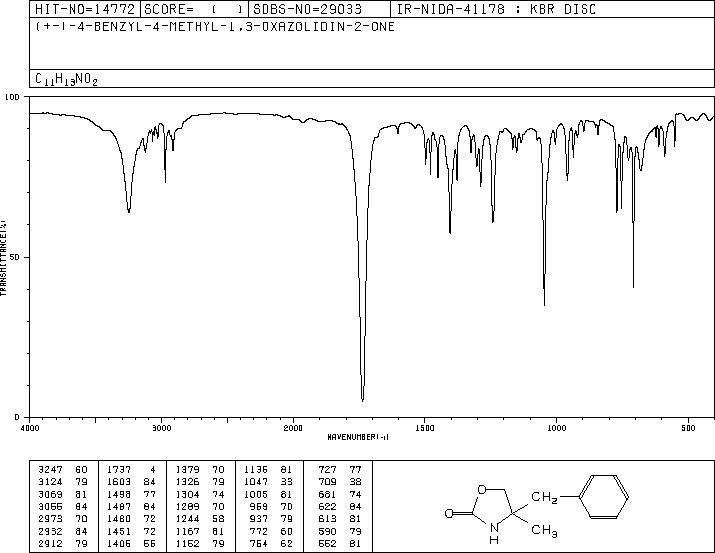 HIT-NO=14772 SCORE= ( ) SDBS-NO=29033 IR-NIDA-41178 : KBR DISC
(+-)-4-BENZYL-4-METHYL-1,3-OXAZOLIDIN-2-ONE
C11H13NO2
100
50
0
TRANSMITTANCE(%)
4000 3000 2000 1500 1000 500
WAVENUMBER(-1)
3247 60 1737 4 1379 70 1136 81 727 77
3124 79 1603 84 1326 79 1047 33 709 38
3069 81 1498 77 1304 74 1005 81 681 74
3066 84 1487 84 1289 70 969 70 622 84
2973 70 1460 72 1244 58 937 79 613 81
2932 84 1451 72 1167 81 772 60 590 79
2912 79 1406 55 1152 79 754 62 552 81
O
O
N
H
CH2
CH3